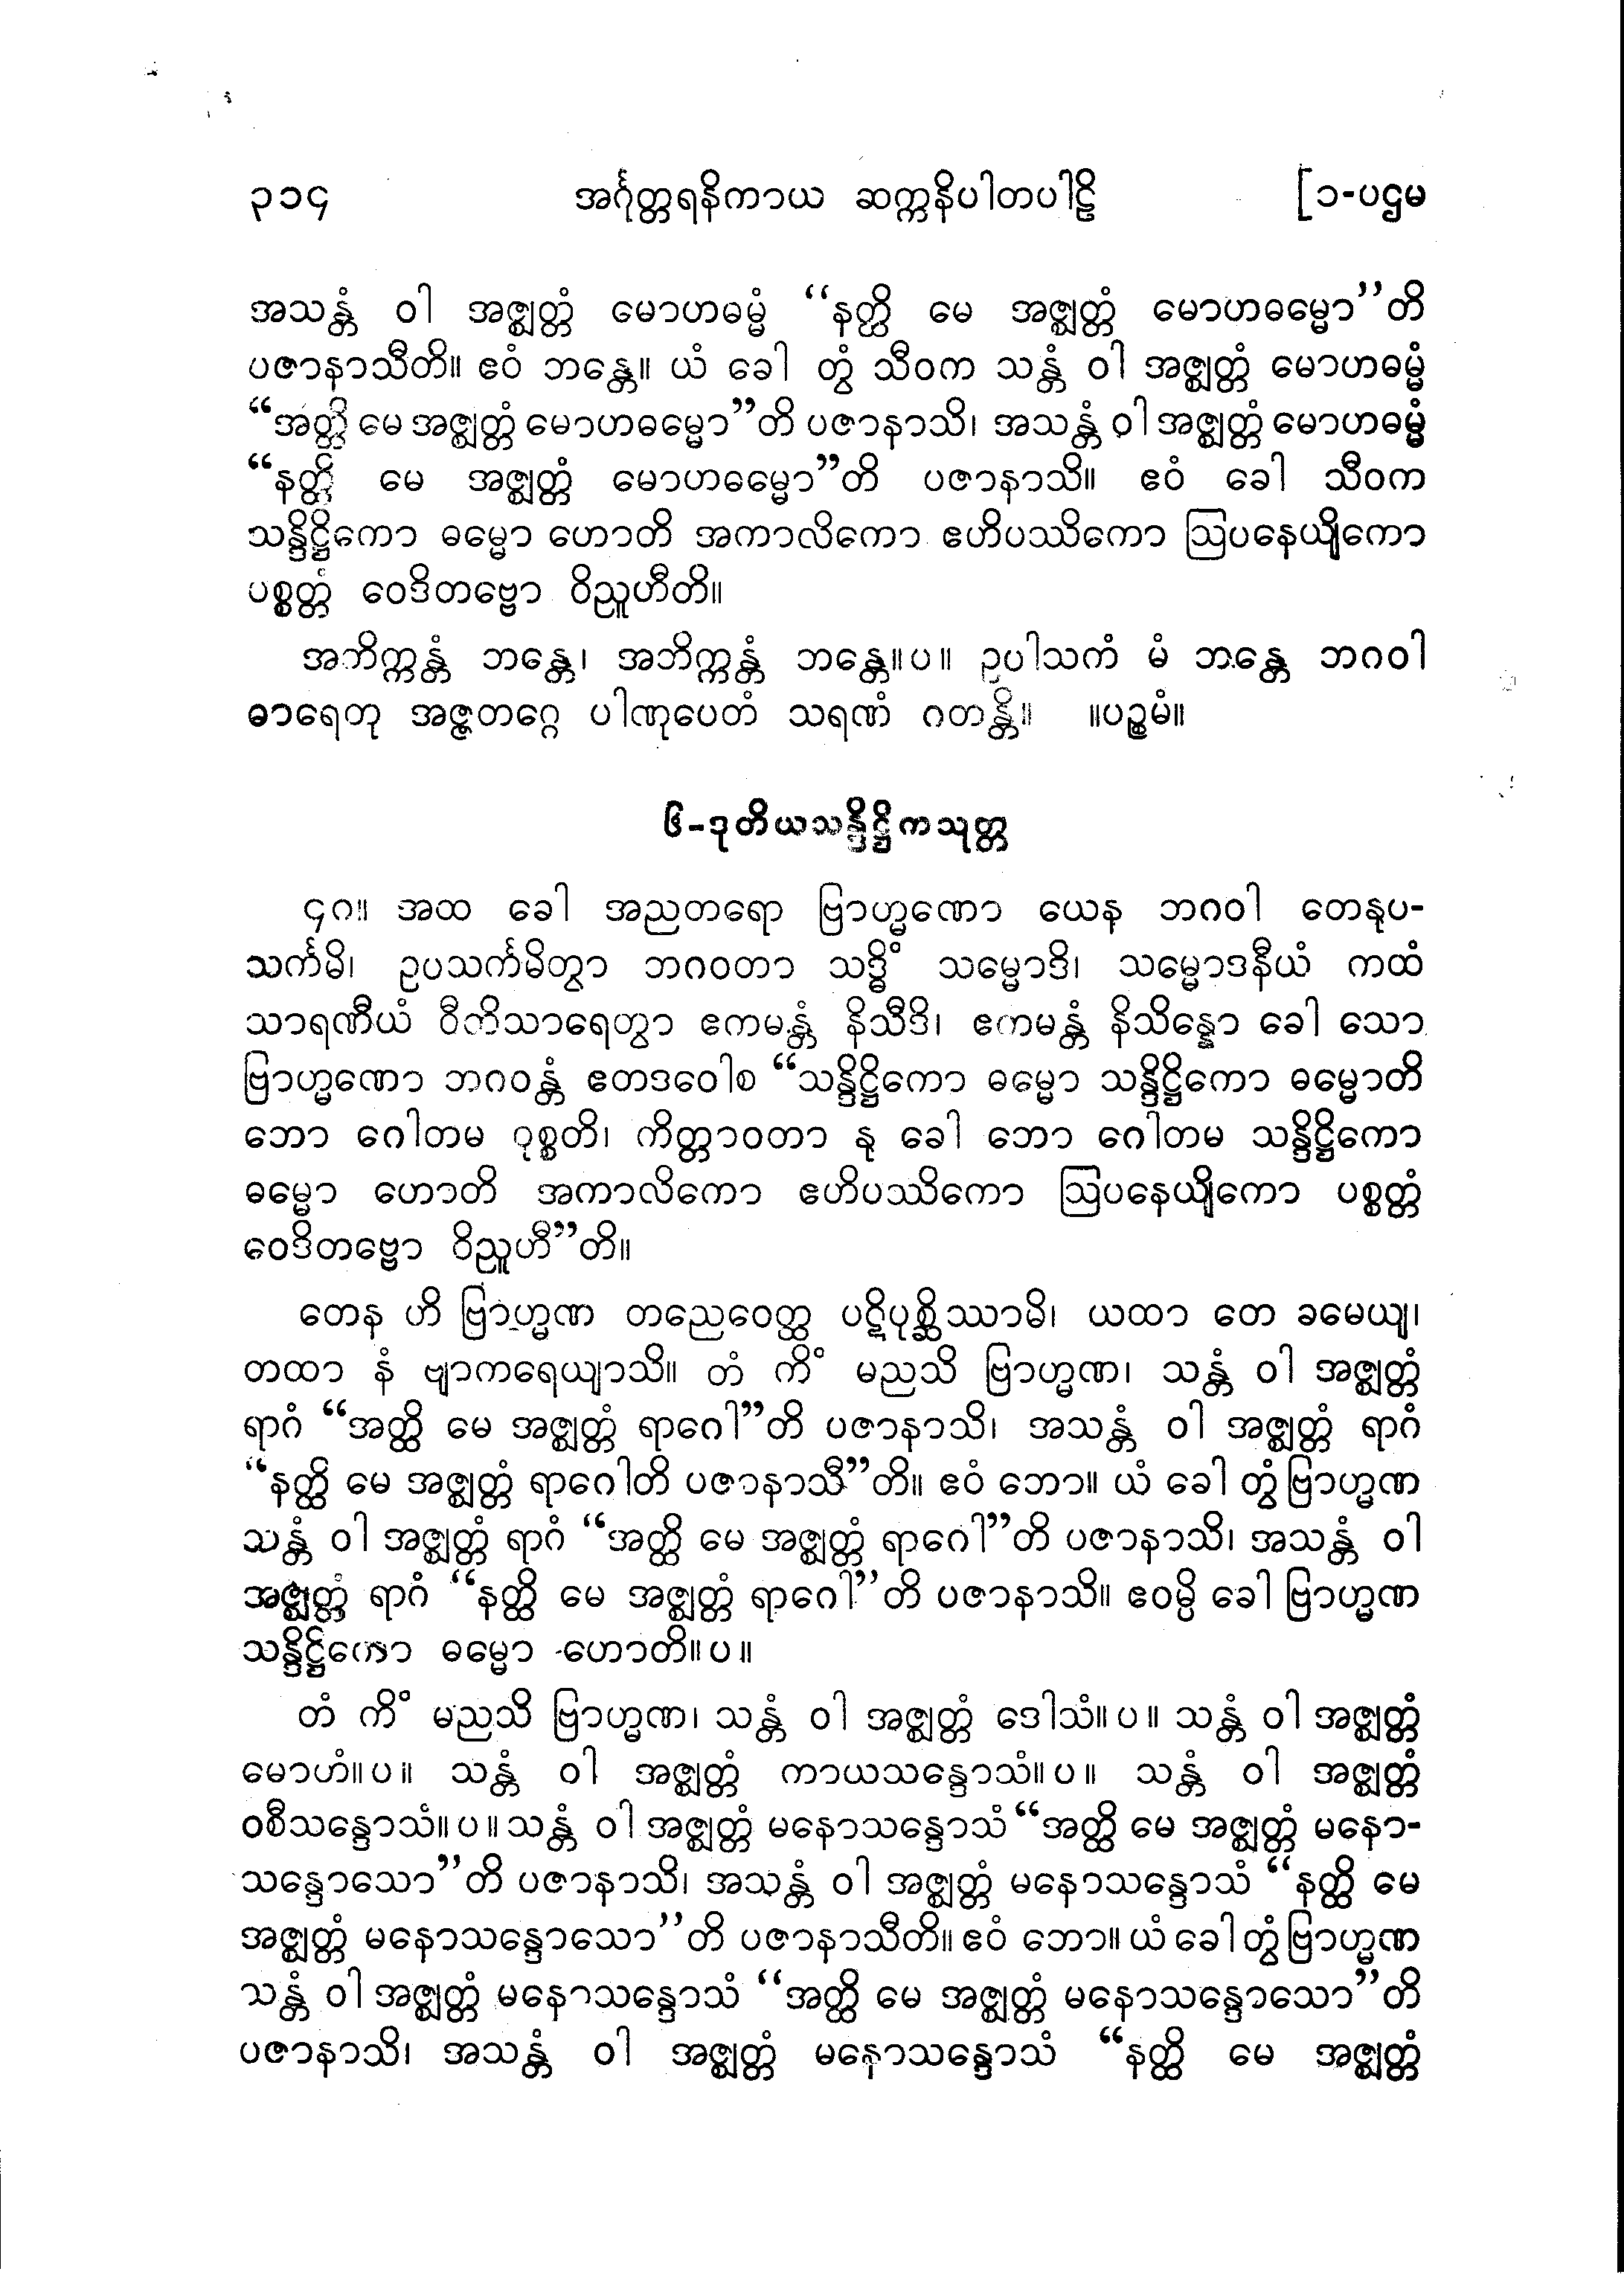 ၃၁၄ အင်္ဂုတ္တရနိကာယ ဆက္ကနိပါတပါဠိ [၁-ပဌမ
အသန္တံ ဝါ အဇ္ဈတ္တံ မောဟဓမ္မံ “နတ္ထိ မေ အဇ္ဈတ္တံ မောဟဓမ္မော”တိ
ပဇာနာသီတိ။ ဧဝံ ဘန္တေ။ ယံ ခေါ တွံ သီဝက သန္တံ ဝါ အဇ္ဈတ္တံ မောဟဓမ္မံ
“အတ္ထိ မေ အဇ္ဈတ္တံ မောဟဓမ္မော”တိ ပဇာနာသိ၊ အသန္တံ ဝါ အဇ္ဈတ္တံ မောဟဓမ္မံ
“နတ္ထိ မေ အဇ္ဈတ္တံ မောဟဓမ္မော”တိ ပဇာနာသိ။ ဧဝံ ခေါ သီဝက
သန္ဒိဋ္ဌိကော ဓမ္မော ဟောတိ အကာလိကော ဧဟိပဿိကော ဩပနေယျိကော
ပစ္စတ္တံ ဝေဒိတဗ္ဗော ဝိညူဟီတိ။
အဘိက္ကန္တံ ဘန္တေ၊ အဘိက္ကန္တံ ဘန္တေ။ပ။ ဥပါသကံ မံ ဘန္တေ ဘဂဝါ
ဓာရေတု အဇ္ဇတဂ္ဂေ ပါဏုပေတံ သရဏံ ဂတန္တိ။ ။ပဉ္စမံ။
၆-ဒုတိယသန္ဒိဋ္ဌိကသုတ္တ
၄၈။ အထ ခေါ အညတရော ဗြာဟ္မဏော ယေန ဘဂဝါ တေနုပ-
သင်္ကမိ၊ ဥပသင်္ကမိတွာ ဘဂဝတာ သဒ္ဓိံ သမ္မောဒိ၊ သမ္မောဒနီယံ ကထံ
သာရဏီယံ ဝီတိသာရေတွာ ဧကမန္တံ နိသီဒိ၊ ဧကမန္တံ နိသိန္နော ခေါ သော
ဗြာဟ္မဏော ဘဂဝန္တံ ဧတဒဝေါစ “သန္ဒိဋ္ဌိကော ဓမ္မော သန္ဒိဋ္ဌိကော ဓမ္မောတိ
ဘော ဂေါတမ ဝုစ္စတိ၊ ကိတ္တာဝတာ နု ခေါ ဘော ဂေါတမ သန္ဒိဋ္ဌိကော
ဓမ္မော ဟောတိ အကာလိကော ဧဟိပဿိကော ဩပနေယျိကော ပစ္စတ္တံ
ဝေဒိတဗ္ဗော ဝိညူဟီ”တိ။
တေန ဟိ ဗြာဟ္မဏ တညေဝေတ္ထ ပဋိပုစ္ဆိဿာမိ၊ ယထာ တေ ခမေယျ၊
တထာ နံ ဗျာကရေယျာသိ။ တံ ကိံ မညသိ ဗြာဟ္မဏ၊ သန္တံ ဝါ အဇ္ဈတ္တံ
ရာဂံ “အတ္ထိ မေ အဇ္ဈတ္တံ ရာဂေါ”တိ ပဇာနာသိ၊ အသန္တံ ဝါ အဇ္ဈတ္တံ ရာဂံ
“နတ္ထိ မေ အဇ္ဈတ္တံ ရာဂေါတိ ပဇာနာသီ”တိ။ ဧဝံ ဘော။ ယံ ခေါ တွံ ဗြာဟ္မဏ
သန္တံ ဝါ အဇ္ဈတ္တံ ရာဂံ “အတ္ထိ မေ အဇ္ဈတ္တံ ရာဂေါ”တိ ပဇာနာသိ၊ အသန္တံ ဝါ
အဇ္ဈတ္တံ ရာဂံ “နတ္ထိ မေ အဇ္ဈတ္တံ ရာဂေါ”တိ ပဇာနာသိ။ ဧဝမ္ပိ ခေါ ဗြာဟ္မဏ
သန္ဒိဋ္ဌိကော ဓမ္မော ဟောတိ။ပ။
တံ ကိံ မညသိ ဗြာဟ္မဏ၊ သန္တံ ဝါ အဇ္ဈတ္တံ ဒေါသံ။ပ။ သန္တံ ဝါ အဇ္ဈတ္တံ
မောဟံ။ပ။ သန္တံ ဝါ အဇ္ဈတ္တံ ကာယသန္ဒောသံ။ပ။ သန္တံ ဝါ အဇ္ဈတ္တံ
ဝစီသန္ဒောသံ။ပ။ သန္တံ ဝါ အဇ္ဈတ္တံ မနောသန္ဒောသံ “အတ္ထိ မေ အဇ္ဈတ္တံ မနော-
သန္ဒောသော”တိ ပဇာနာသိ၊ အသန္တံ ဝါ အဇ္ဈတ္တံ မနောသန္ဒောသံ “နတ္ထိ မေ
အဇ္ဈတ္တံ မနောသန္ဒောသော”တိ ပဇာနာသီတိ။ ဧဝံ ဘော။ ယံ ခေါ တွံ ဗြာဟ္မဏ
သန္တံ ဝါ အဇ္ဈတ္တံ မနောသန္ဒောသံ “အတ္ထိ မေ အဇ္ဈတ္တံ မနောသန္ဒောသော”တိ
ပဇာနာသိ၊ အသန္တံ ဝါ အဇ္ဈတ္တံ မနောသန္ဒောသံ “နတ္ထိ မေ အဇ္ဈတ္တံ